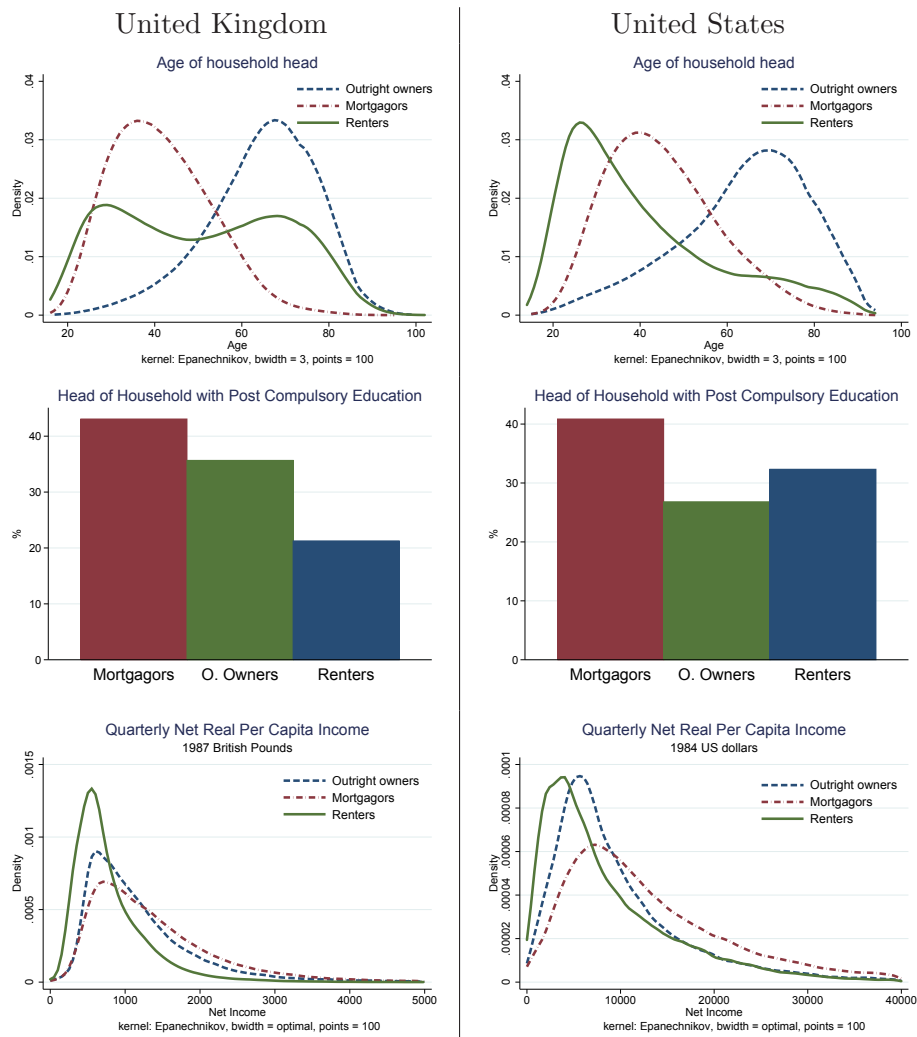 United Kingdom
Age of household head
.04
.03
.02
.01
0
Density
Outright owners
Mortgagors
Renters
20 40 60 80 100
Age
kernel: Epanechnikov, bwidth = 3, points = 100
Head of Household with Post Compulsory Education
40
30
20
10
0
%
Mortgagors O. Owners Renters
Quarterly Net Real Per Capita Income
1987 British Pounds
.0015
.001
.0005
0
Density
Outright owners
Mortgagors
Renters
0 1000 2000 3000 4000 5000
Net Income
kernel: Epanechnikov, bwidth = optimal, points = 100
United States
Age of household head
.04
.03
.02
.01
0
Density
Outright owners
Mortgagors
Renters
20 40 60 80 100
Age
kernel: Epanechnikov, bwidth = 3, points = 100
Head of Household with Post Compulsory Education
40
30
20
10
0
%
Mortgagors O. Owners Renters
Quarterly Net Real Per Capita Income
1984 US dollars
.0001
.00008
.00006
.00004
.00002
0
Density
Outright owners
Mortgagors
Renters
0 10000 20000 30000 40000
Net Income
kernel: Epanechnikov, bwidth = optimal, points = 100